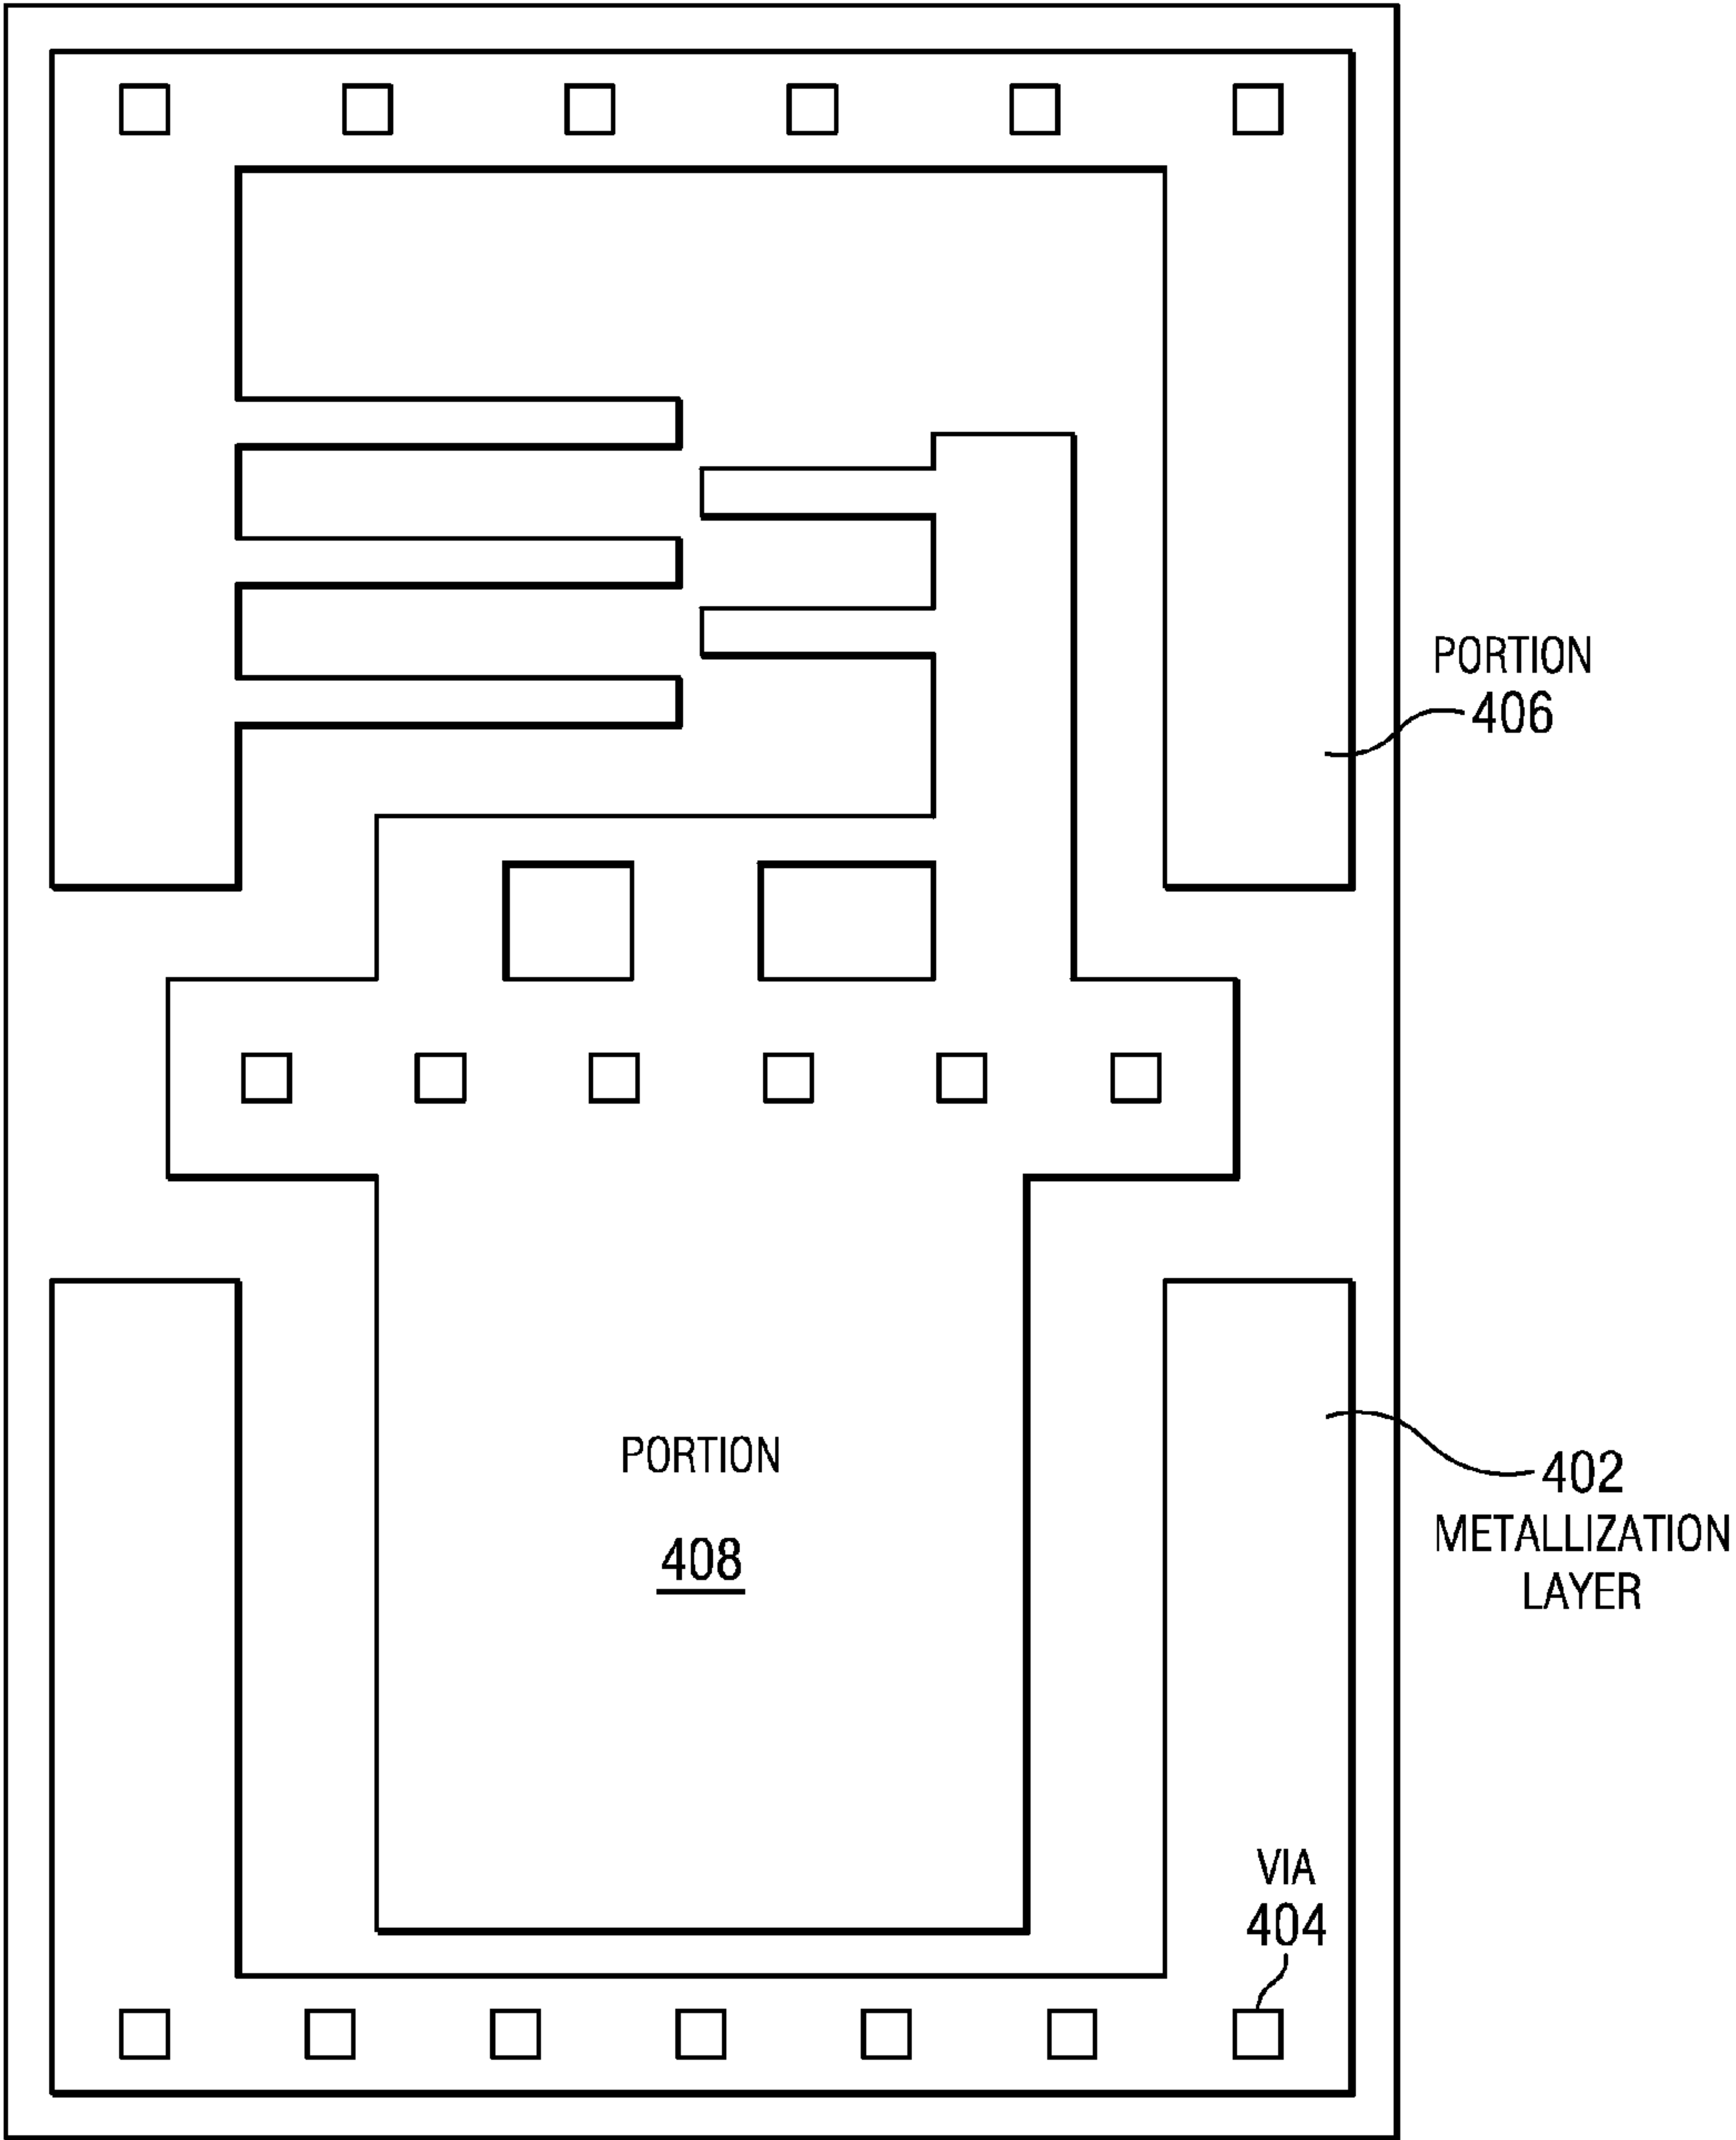 PORTION
406
PORTION
408
402
METALLIZATION
LAYER
VIA
404